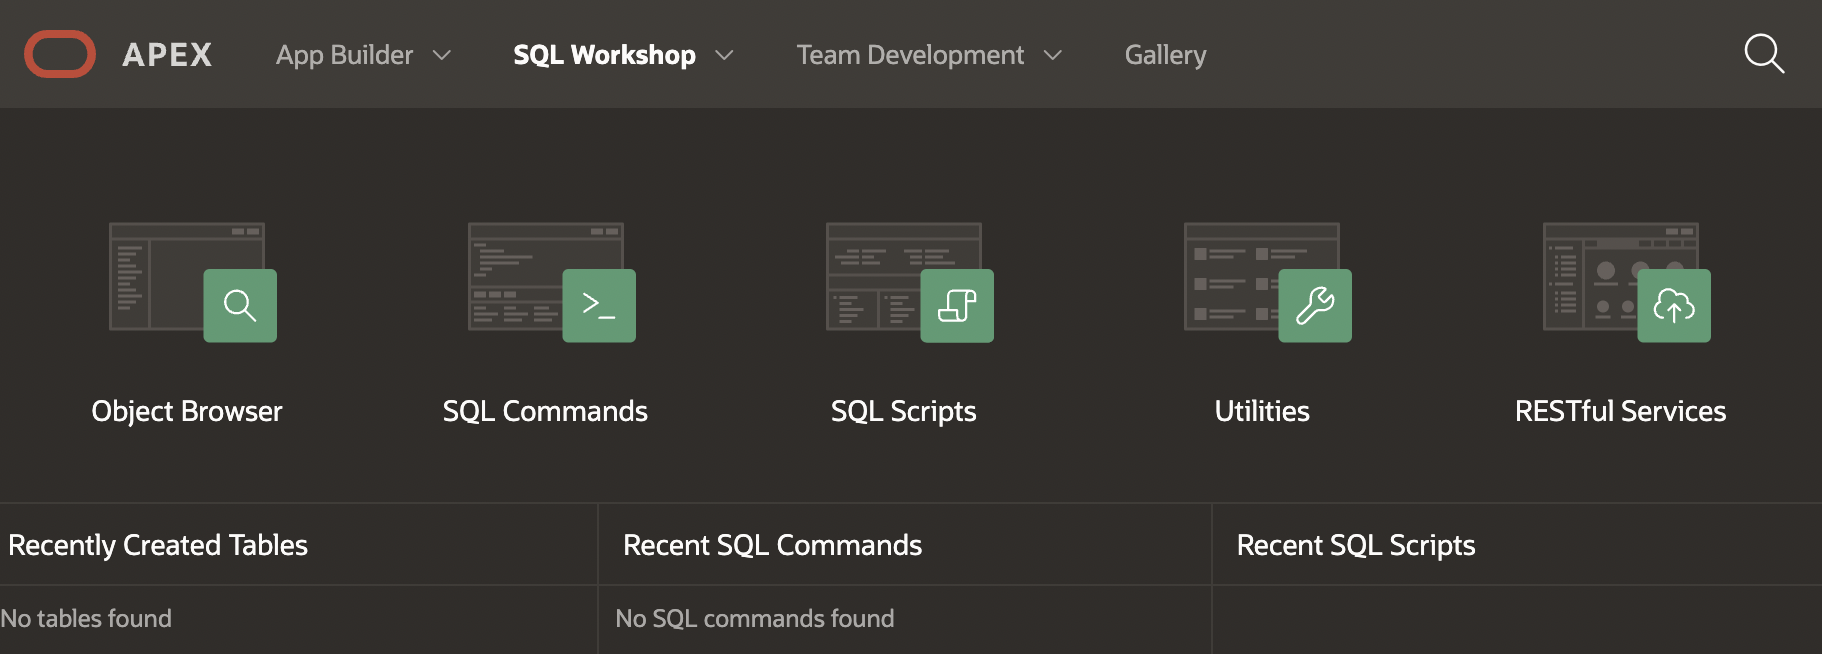 APEX App Builder SQL Workshop Team Development Gallery
Object Browser SQL Commands SQL Scripts Utilities RESTful Services
Recently Created Tables Recent SQL Commands Recent SQL Scripts
No tables found No SQL commands found